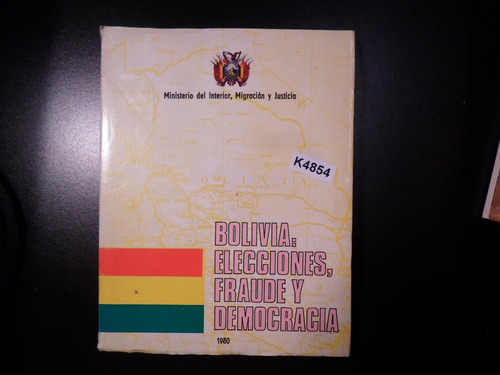 Ministerio del Interior, Migración y Justicia
K4854
BOLIVIA:
ELECCIONES,
FRAUDE Y
DEMOCRACIA
1980